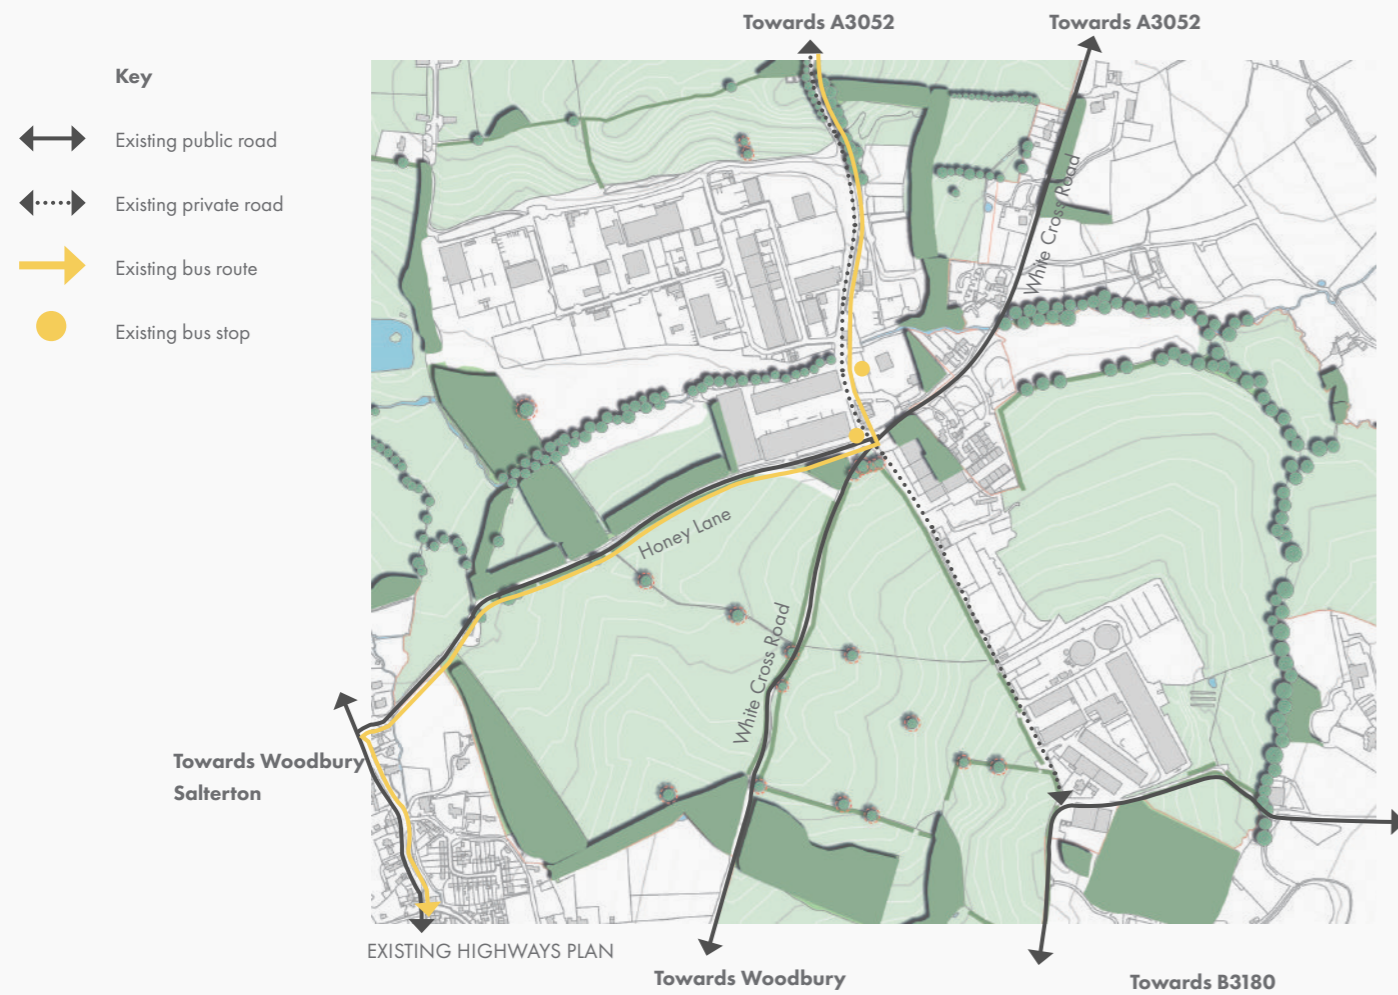 Towards A3052
Towards A3052
Key
Existing public road
Existing private road
Existing bus route
Existing bus stop
White Cross Road
Honey Lane
White Cross Road
Towards Woodbury
Salterton
EXISTING HIGHWAYS PLAN
Towards Woodbury
Towards B3180